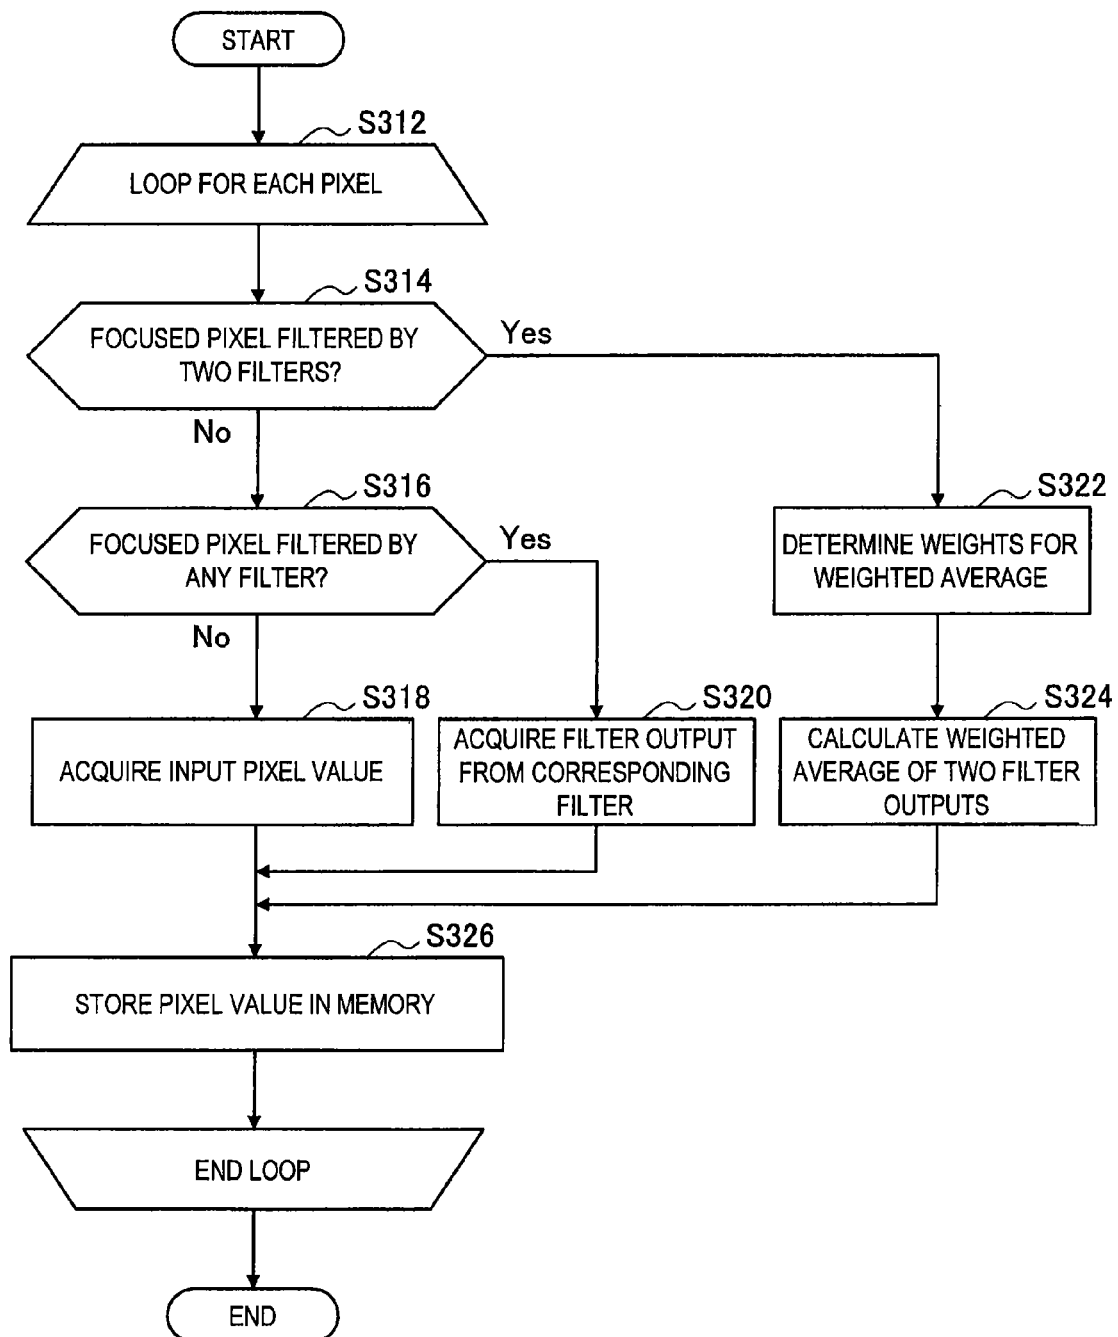 START
S312
LOOP FOR EACH PIXEL
S314
FOCUSED PIXEL FILTERED BY
TWO FILTERS?
Yes
No
S316
FOCUSED PIXEL FILTERED BY
ANY FILTER?
Yes
No
S322
DETERMINE WEIGHTS FOR
WEIGHTED AVERAGE
S318
ACQUIRE INPUT PIXEL VALUE
S320
ACQUIRE FILTER OUTPUT
FROM CORRESPONDING
FILTER
S324
CALCULATE WEIGHTED
AVERAGE OF TWO FILTER
OUTPUTS
S326
STORE PIXEL VALUE IN MEMORY
END LOOP
END